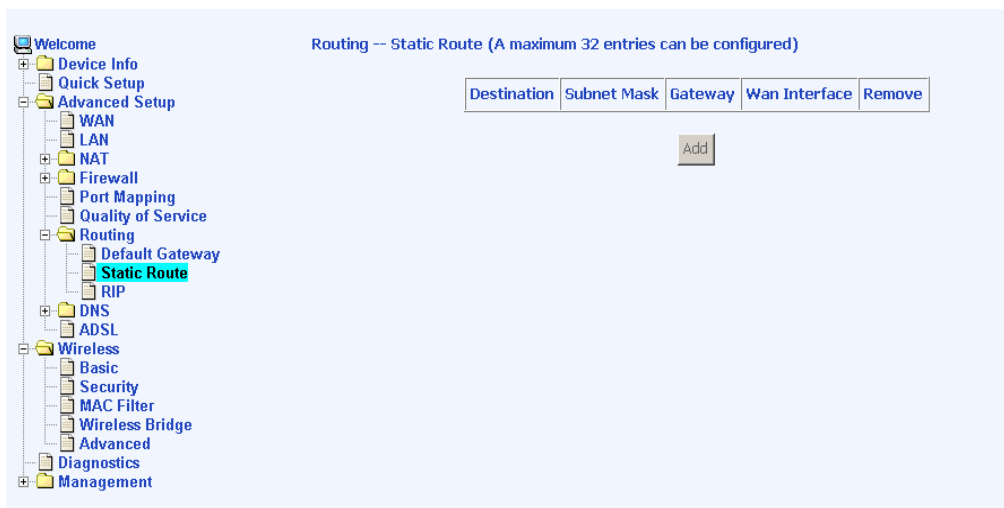 Welcome
Device Info
Quick Setup
Advanced Setup
WAN
LAN
NAT
Firewall
Port Mapping
Quality of Service
Routing
Default Gateway
Static Route
RIP
DNS
ADSL
Wireless
Basic
Security
MAC Filter
Wireless Bridge
Advanced
Diagnostics
Management
Routing -- Static Route (A maximum 32 entries can be configured)
Destination Subnet Mask Gateway Wan Interface Remove
Add